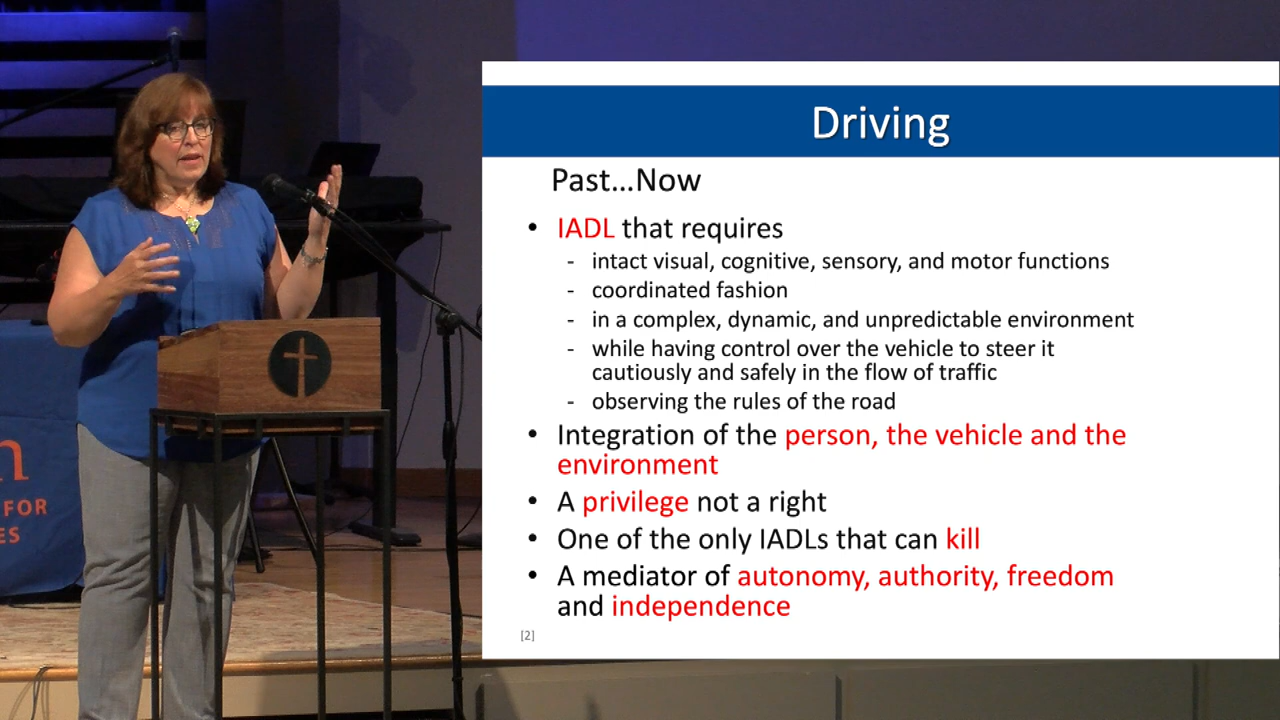 Driving
Past...Now
• IADL that requires
- intact visual, cognitive, sensory, and motor functions
- coordinated fashion
- in a complex, dynamic, and unpredictable environment
- while having control over the vehicle to steer it
cautiously and safely in the flow of traffic
- observing the rules of the road
• Integration of the person, the vehicle and the
environment
• A privilege not a right
• One of the only IADLs that can kill
• A mediator of autonomy, authority, freedom
and independence
[2]
FOR